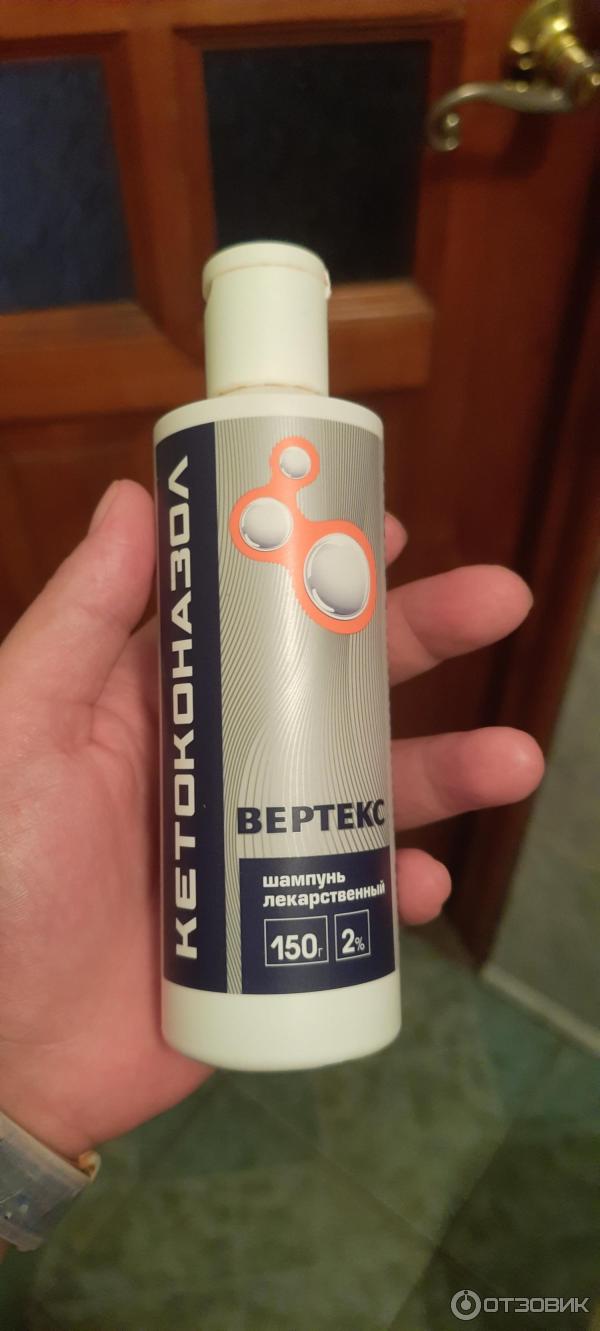 КЕТОКОНАЗОЛ
ВЕРТЕКС
шампунь
лекарственный
150г 2%
ОТЗОВИК